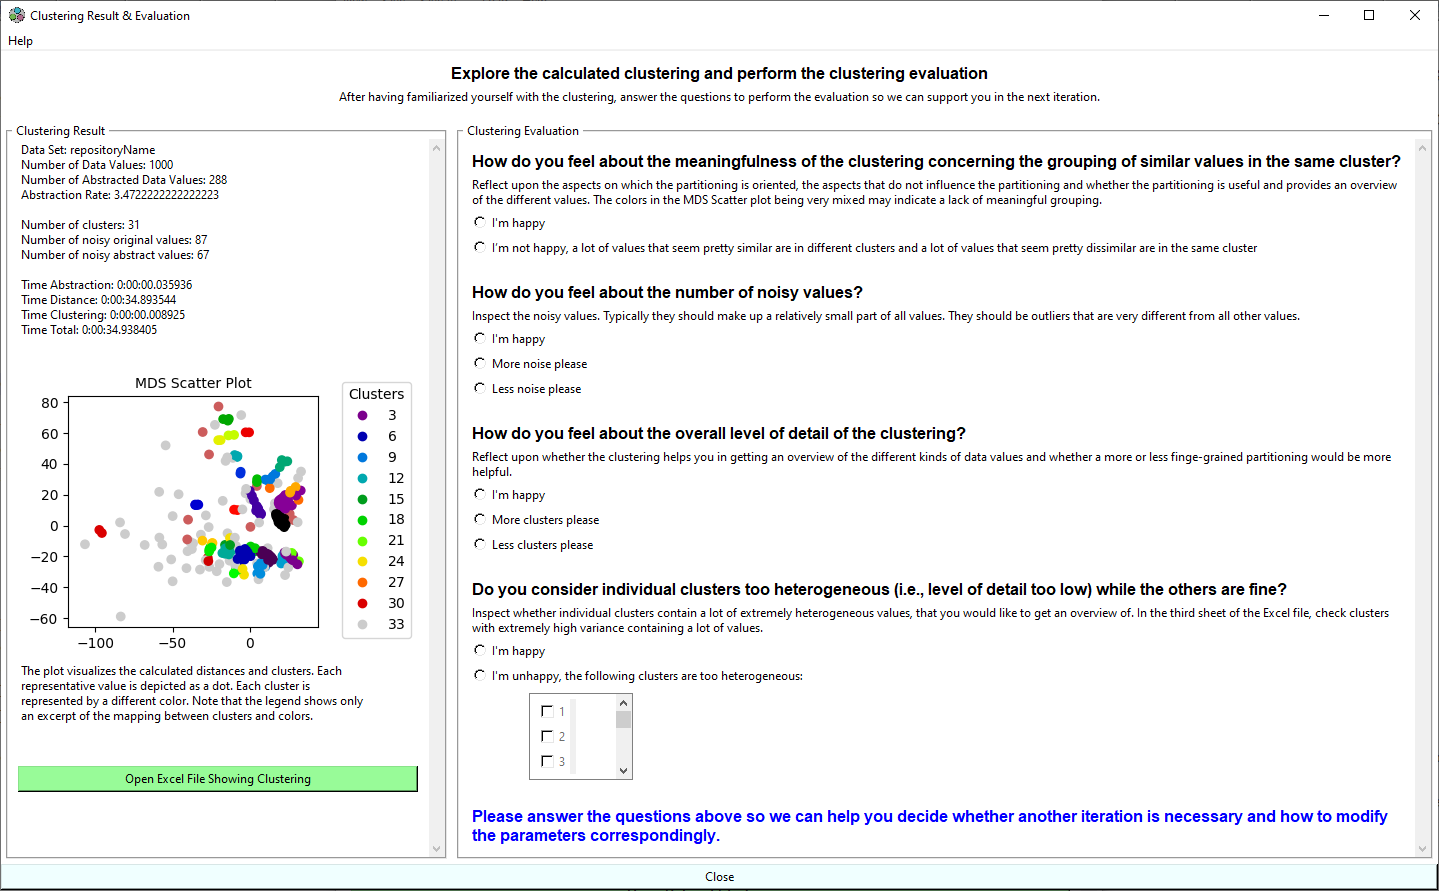 Clustering Result & Evaluation
Help
Explore the calculated clustering and perform the clustering evaluation
After having familiarized yourself with the clustering, answer the questions to perform the evaluation so we can support you in the next iteration.
Clustering Result
Data Set: repositoryName
Number of Data Values: 1000
Number of Abstracted Data Values: 288
Abstraction Rate: 3.4722222222222223
Number of clusters: 31
Number of noisy original values: 87
Number of noisy abstract values: 67
Time Abstraction: 0:00:00.035936
Time Distance: 0:00:34.893544
Time Clustering: 0:00:00.008925
Time Total: 0:00:34.938405
MDS Scatter Plot
80
60
40
20
0
−20
−40
−60
−100 −50 0
Clusters
3
6
9
12
15
18
21
24
27
30
33
The plot visualizes the calculated distances and clusters. Each
representative value is depicted as a dot. Each cluster is
represented by a different color. Note that the legend shows only
an excerpt of the mapping between clusters and colors.
Open Excel File Showing Clustering
Clustering Evaluation
How do you feel about the meaningfulness of the clustering concerning the grouping of similar values in the same cluster?
Reflect upon the aspects on which the partitioning is oriented, the aspects that do not influence the partitioning and whether the partitioning is useful and provides an overview
of the different values. The colors in the MDS Scatter plot being very mixed may indicate a lack of meaningful grouping.
I'm happy
I'm not happy, a lot of values that seem pretty similar are in different clusters and a lot of values that seem pretty dissimilar are in the same cluster
How do you feel about the number of noisy values?
Inspect the noisy values. Typically they should make up a relatively small part of all values. They should be outliers that are very different from all other values.
I'm happy
More noise please
Less noise please
How do you feel about the overall level of detail of the clustering?
Reflect upon whether the clustering helps you in getting an overview of the different kinds of data values and whether a more or less finge-grained partitioning would be more
helpful.
I'm happy
More clusters please
Less clusters please
Do you consider individual clusters too heterogeneous (i.e., level of detail too low) while the others are fine?
Inspect whether individual clusters contain a lot of extremely heterogeneous values, that you would like to get an overview of. In the third sheet of the Excel file, check clusters
with extremely high variance containing a lot of values.
I'm happy
I'm unhappy, the following clusters are too heterogeneous:
1
2
3
Please answer the questions above so we can help you decide whether another iteration is necessary and how to modify
the parameters correspondingly.
Close